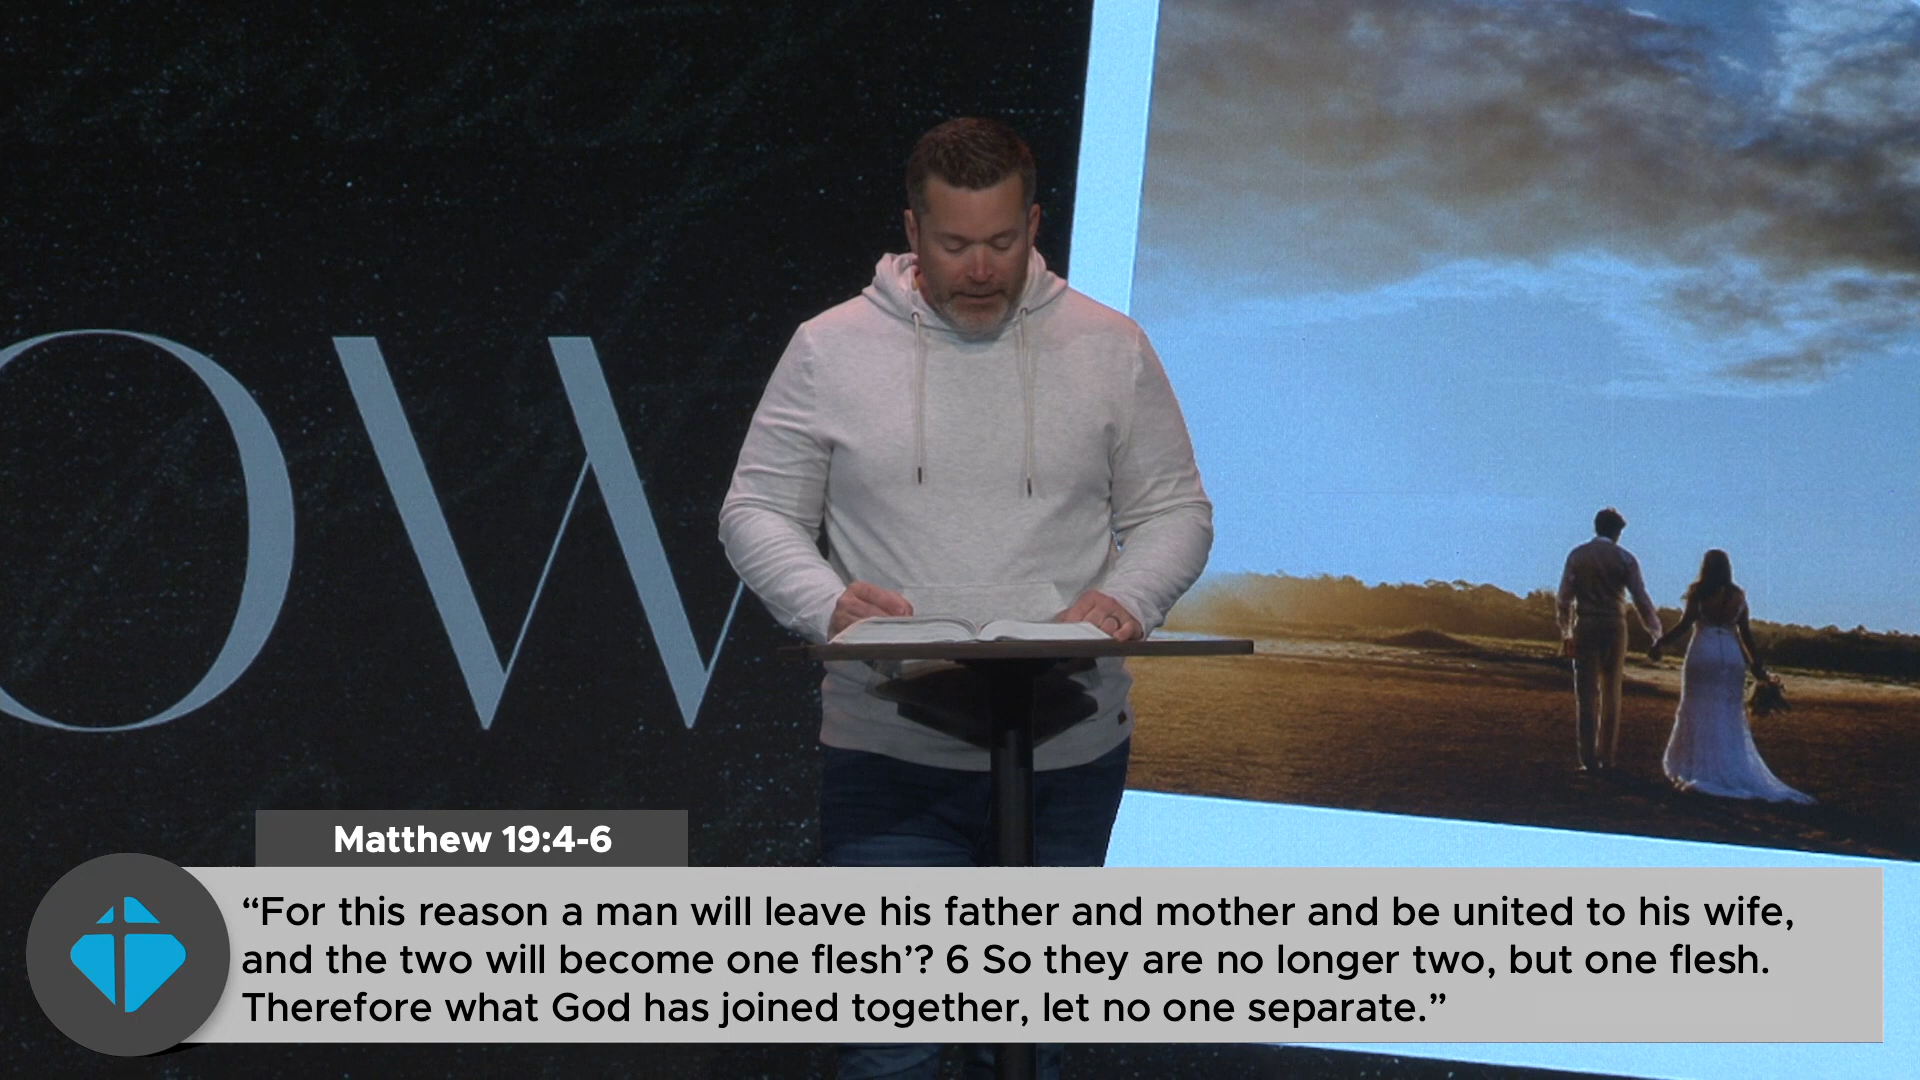 OW
Matthew 19:4-6
“For this reason a man will leave his father and mother and be united to his wife,
and the two will become one flesh’? 6 So they are no longer two, but one flesh.
Therefore what God has joined together, let no one separate.”